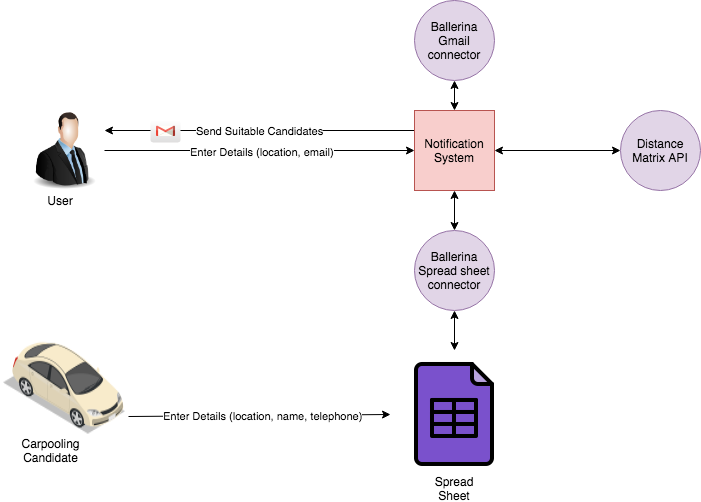 Ballerina
Gmail
connector
Send Suitable Candidates
Enter Details (location, email)
Notification
System
Distance
Matrix API
User
Ballerina
Spread sheet
connector
Enter Details (location, name, telephone)
Carpooling
Candidate
Spread
Sheet